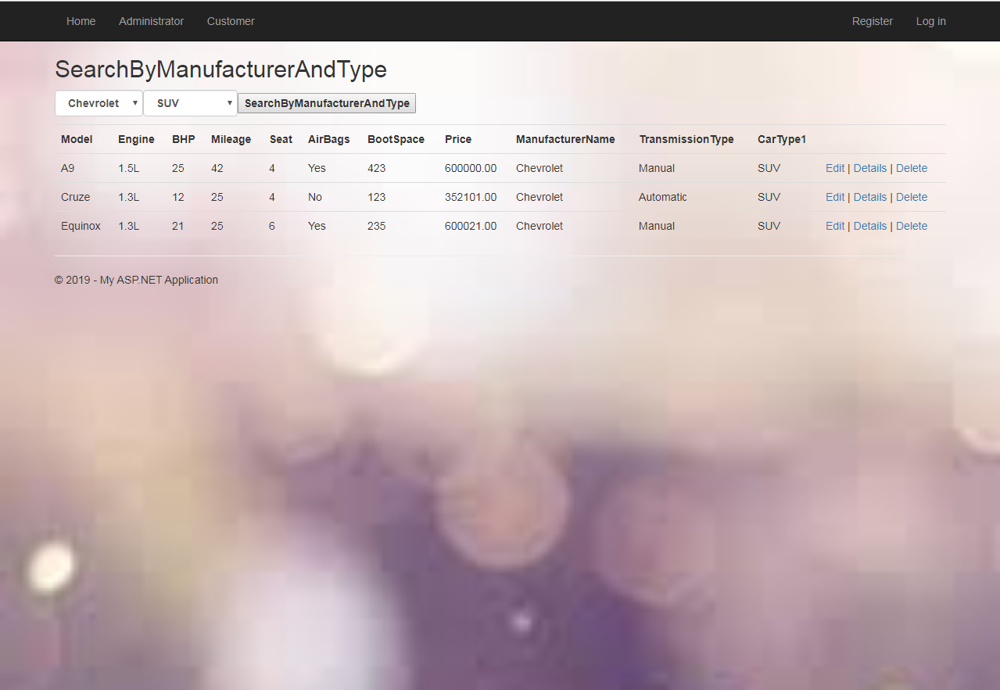 Home Administrator Customer Register Log in
SearchByManufacturerAndType
Chevrolet SUV SearchByManufacturerAndType
Model Engine BHP Mileage Seat AirBags BootSpace Price ManufacturerName TransmissionType CarType1
A9 1.5L 25 42 4 Yes 423 600000.00 Chevrolet Manual SUV Edit | Details | Delete
Cruze 1.3L 12 25 4 No 123 352101.00 Chevrolet Automatic SUV Edit | Details | Delete
Equinox 1.3L 21 25 6 Yes 235 600021.00 Chevrolet Manual SUV Edit | Details | Delete
© 2019 - My ASP.NET Application